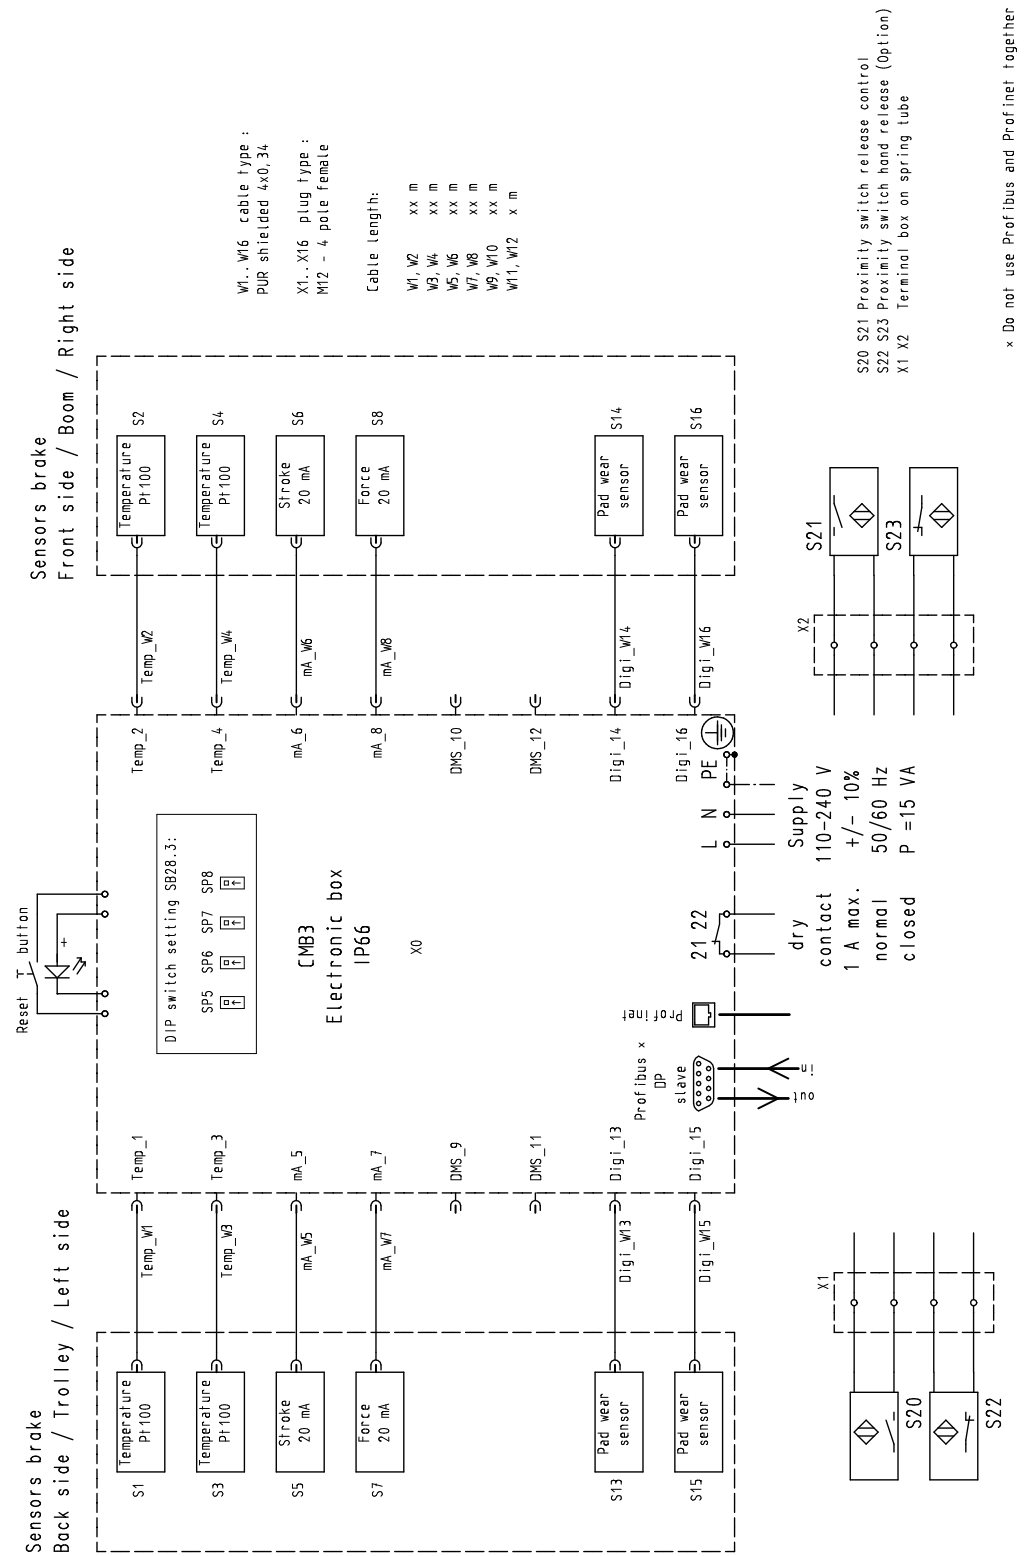 Sensors brake
Back side / Trolley / Left side
S1
Temperature
Pt100
Temp_W1
Temp_1
S3
Temperature
Pt100
Temp_W3
Temp_3
S5
Stroke
20 mA
mA_W5
mA_5
S7
Force
20 mA
mA_W7
mA_7
DMS_9
DMS_11
S13
Pad wear
sensor
Digi_W13
Digi_13
S15
Pad wear
sensor
Digi_W15
Digi_15
Reset
button
+
DIP switch setting SB28.3:
SP5 SP6 SP7 SP8
CMB3
Electronic box
IP66
X0
Profibus ×
DP
slave
out
in
Profinet
21 22
dry
contact
1 A max.
normal
closed
L N PE
Supply
110-240 V
+/- 10%
50/60 Hz
P =15 VA
Sensors brake
Front side / Boom / Right side
Temp_2
Temp_W2
Temperature
Pt100
S2
Temp_4
Temp_W4
Temperature
Pt100
S4
mA_6
mA_W6
Stroke
20 mA
S6
mA_8
mA_W8
Force
20 mA
S8
DMS_10
DMS_12
Digi_14
Digi_W14
Pad wear
sensor
S14
Digi_16
Digi_W16
Pad wear
sensor
S16
W1..W16 cable type :
PUR shielded 4x0,34
X1..X16 plug type :
M12 - 4 pole female
Cable length:
W1, W2 xx m
W3, W4 xx m
W5, W6 xx m
W7, W8 xx m
W9, W10 xx m
W11, W12 x m
X1
S20
S22
X2
S21
S23
S20 S21 Proximity switch release control
S22 S23 Proximity switch hand release (Option)
X1 X2 Terminal box on spring tube
× Do not use Profibus and Profinet together